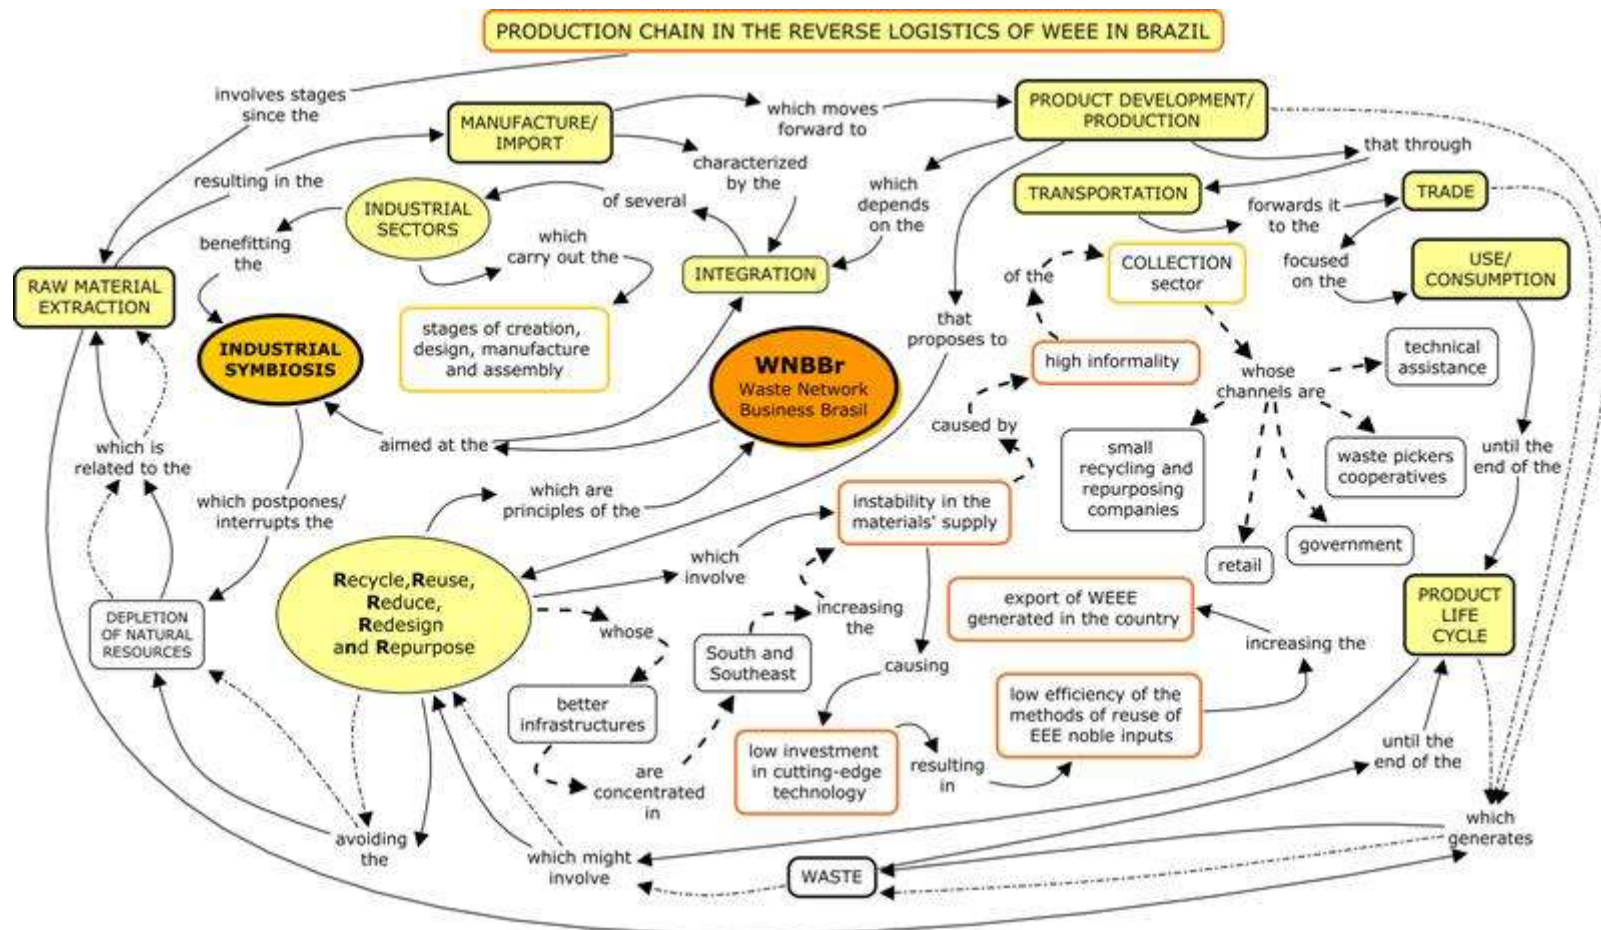 PRODUCTION CHAIN IN THE REVERSE LOGISTICS OF WEEE IN BRAZIL
involves stages
since the
MANUFACTURE/
IMPORT
which moves
forward to
PRODUCT DEVELOPMENT/
PRODUCTION
that through
resulting in the
characterized
by the
which
depends
on the
TRANSPORTATION
forwards it
to the
TRADE
INDUSTRIAL
SECTORS
of several
benefitting
the
which
carry out the
INTEGRATION
of the
COLLECTION
sector
focused
on the
USE/
CONSUMPTION
RAW MATERIAL
EXTRACTION
stages of creation,
design, manufacture
and assembly
that
proposes to
INDUSTRIAL
SYMBIOSIS
WNBBr
Waste Network
Business Brasil
high informality
whose
channels are
technical
assistance
which is
related to the
aimed at the
caused by
small
recycling and
repurposing
companies
waste pickers
cooperatives
until the
end of the
which postpones/
interrupts the
which are
principles of the
instability in the
materials' supply
retail
government
which
involve
DEPLETION
OF NATURAL
RESOURCES
Recycle,Reuse,
Reduce,
Redesign
and Repurpose
whose
increasing
the
export of WEEE
generated in the country
PRODUCT
LIFE
CYCLE
increasing the
South and
Southeast
causing
better
infrastructures
low efficiency of the
methods of reuse of
EEE noble inputs
are
concentrated
in
low investment
in cutting-edge
technology
resulting
in
until the
end of the
avoiding
the
which might
involve
WASTE
which
generates